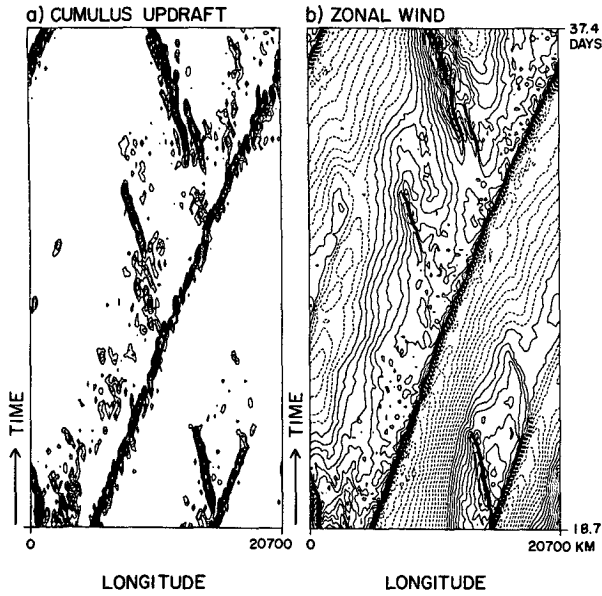 a) CUMULUS UPDRAFT
b) ZONAL WIND
37.4
DAYS
TIME
TIME
18.7
0
20700
0
20700 KM
LONGITUDE
LONGITUDE